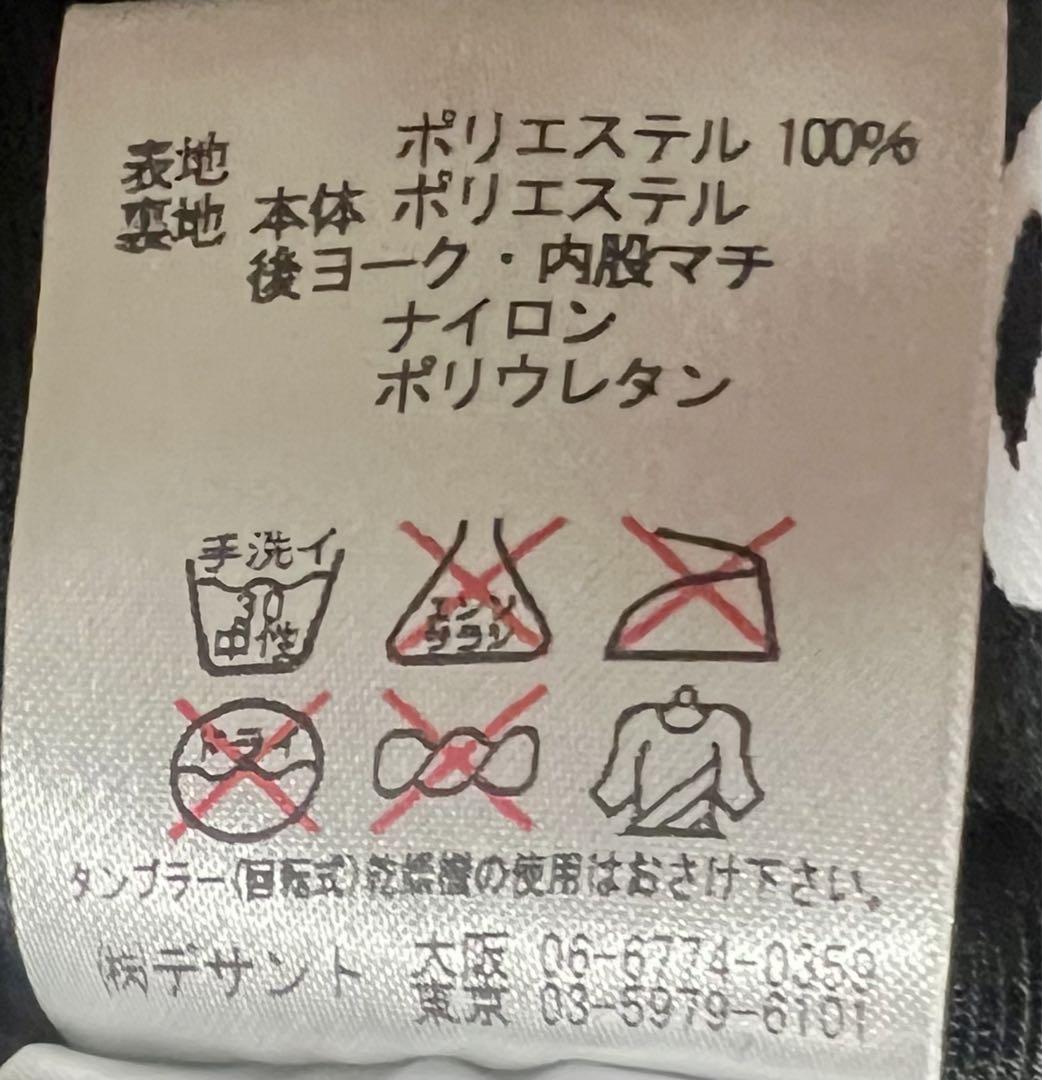 表地 ポリエステル 100%
裏地 本体 ポリエステル
後ヨーク・内股マチ
ナイロン
ポリウレタン
手洗イ
30
中性
エンソ
サラシ
ドライ
タンブラー(回転式)乾燥機の使用はおさけ下さい。
㈱デサント 大阪 06-6774-0353
東京 03-5979-6101